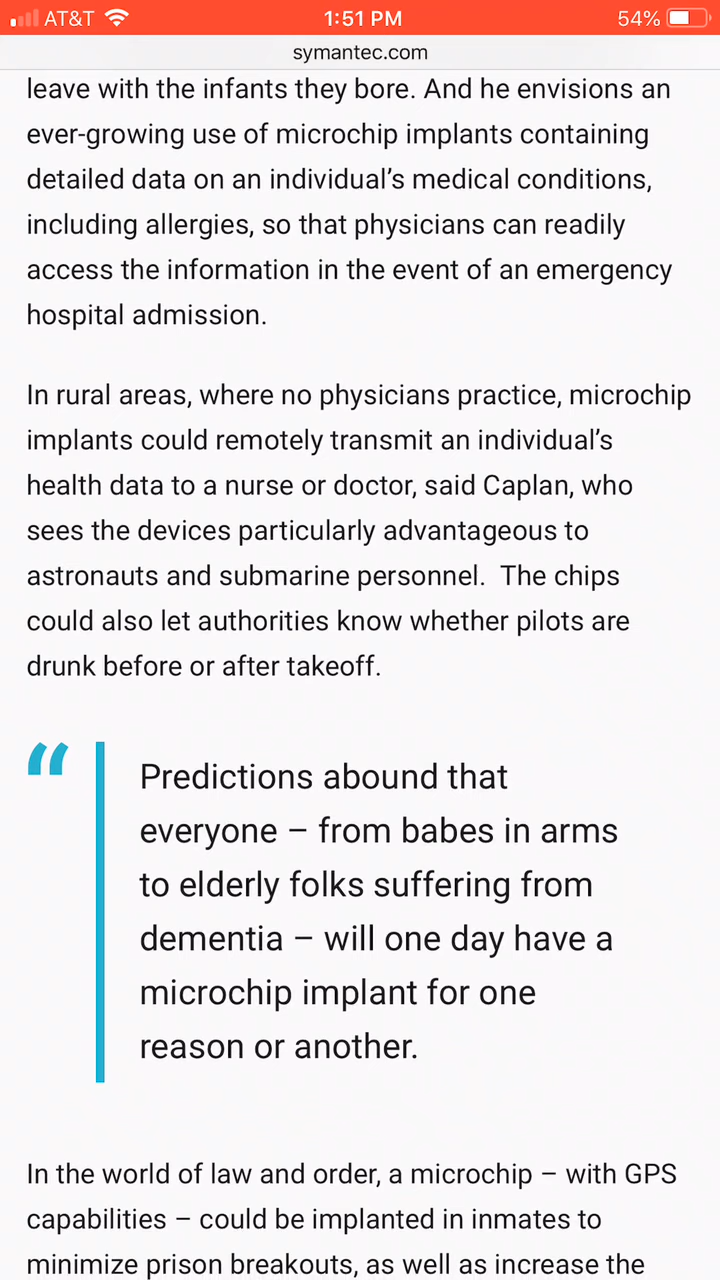 AT&T 1:51 PM 54%
symantec.com
leave with the infants they bore. And he envisions an
ever-growing use of microchip implants containing
detailed data on an individual’s medical conditions,
including allergies, so that physicians can readily
access the information in the event of an emergency
hospital admission.
In rural areas, where no physicians practice, microchip
implants could remotely transmit an individual’s
health data to a nurse or doctor, said Caplan, who
sees the devices particularly advantageous to
astronauts and submarine personnel.  The chips
could also let authorities know whether pilots are
drunk before or after takeoff.
“
Predictions abound that
everyone – from babes in arms
to elderly folks suffering from
dementia – will one day have a
microchip implant for one
reason or another.
In the world of law and order, a microchip – with GPS
capabilities – could be implanted in inmates to
minimize prison breakouts, as well as increase the